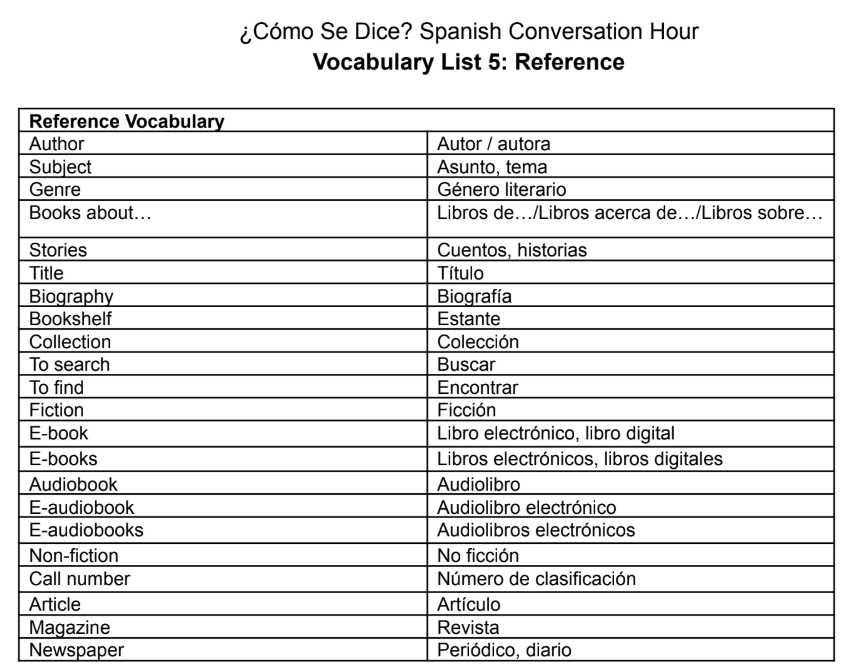 ¿Cómo Se Dice? Spanish Conversation Hour
Vocabulary List 5: Reference
Reference Vocabulary
Author Autor / autora
Subject Asunto, tema
Genre Género literario
Books about… Libros de…/Libros acerca de…/Libros sobre…
Stories Cuentos, historias
Title Título
Biography Biografía
Bookshelf Estante
Collection Colección
To search Buscar
To find Encontrar
Fiction Ficción
E-book Libro electrónico, libro digital
E-books Libros electrónicos, libros digitales
Audiobook Audiolibro
E-audiobook Audiolibro electrónico
E-audiobooks Audiolibros electrónicos
Non-fiction No ficción
Call number Número de clasificación
Article Artículo
Magazine Revista
Newspaper Periódico, diario